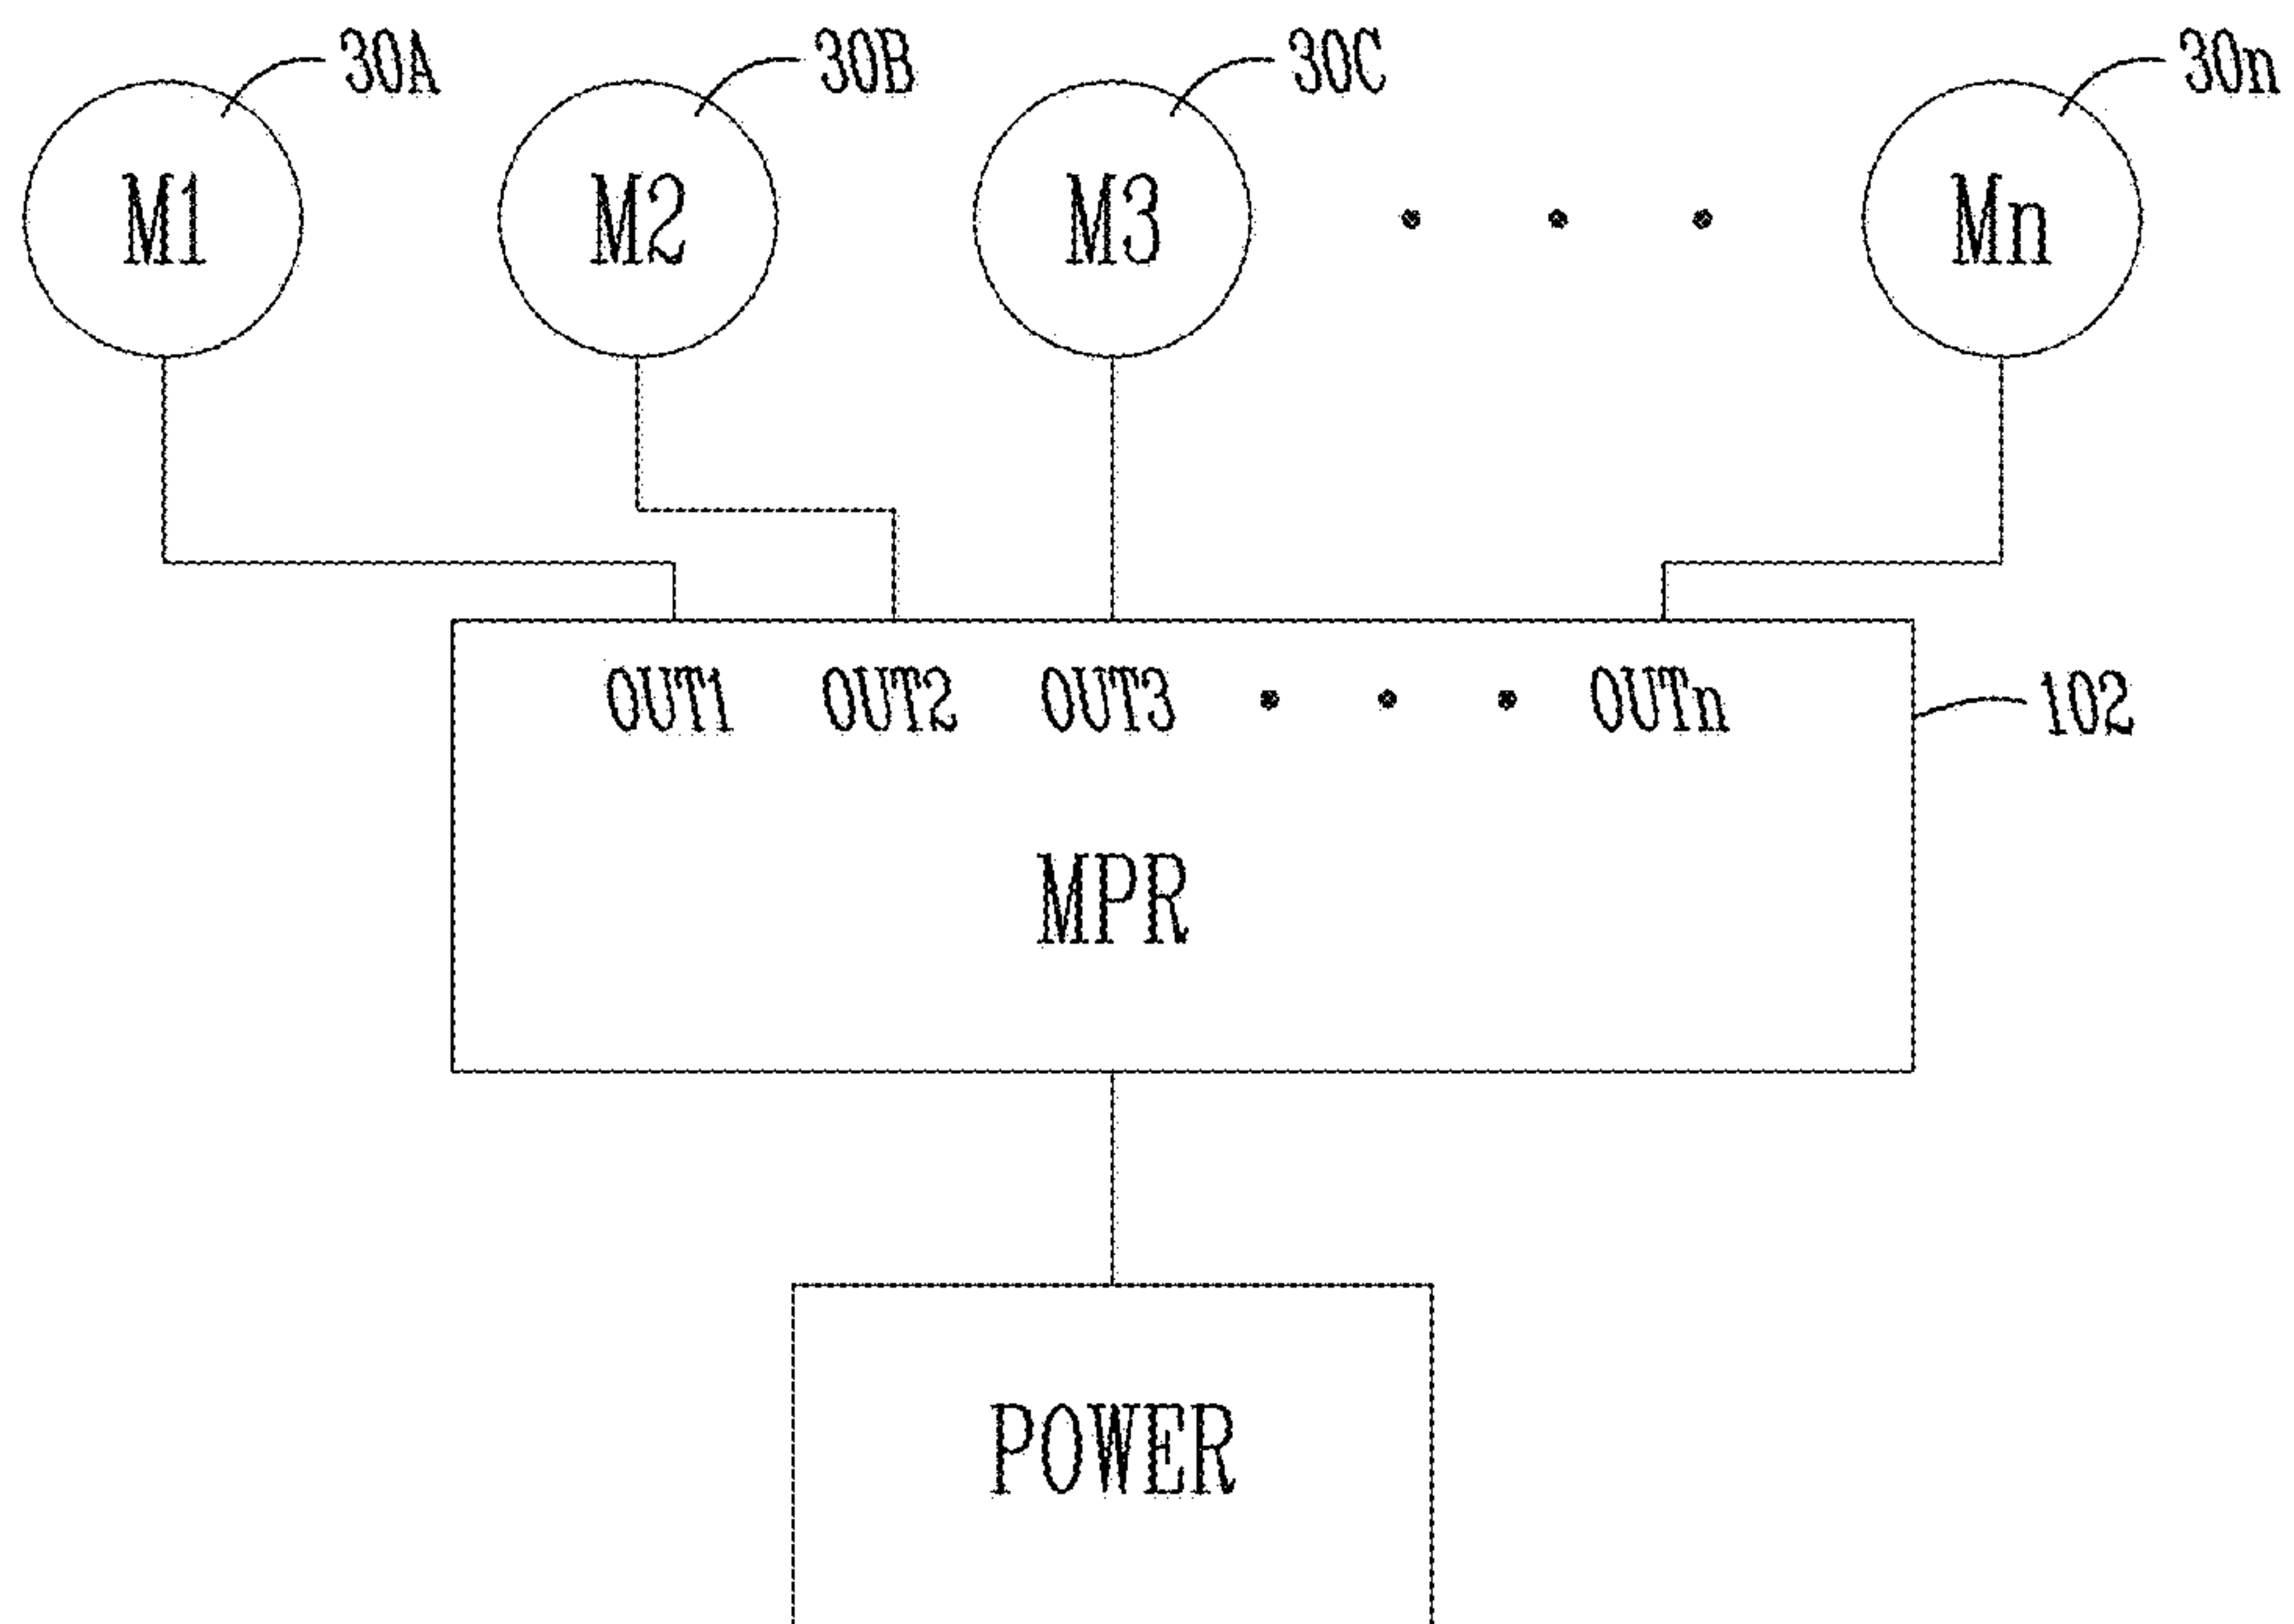 30A 30B 30C 30n
M1 M2 M3 • • • Mn
OUT1 OUT2 OUT3 • • • OUTn
102
MPR
POWER